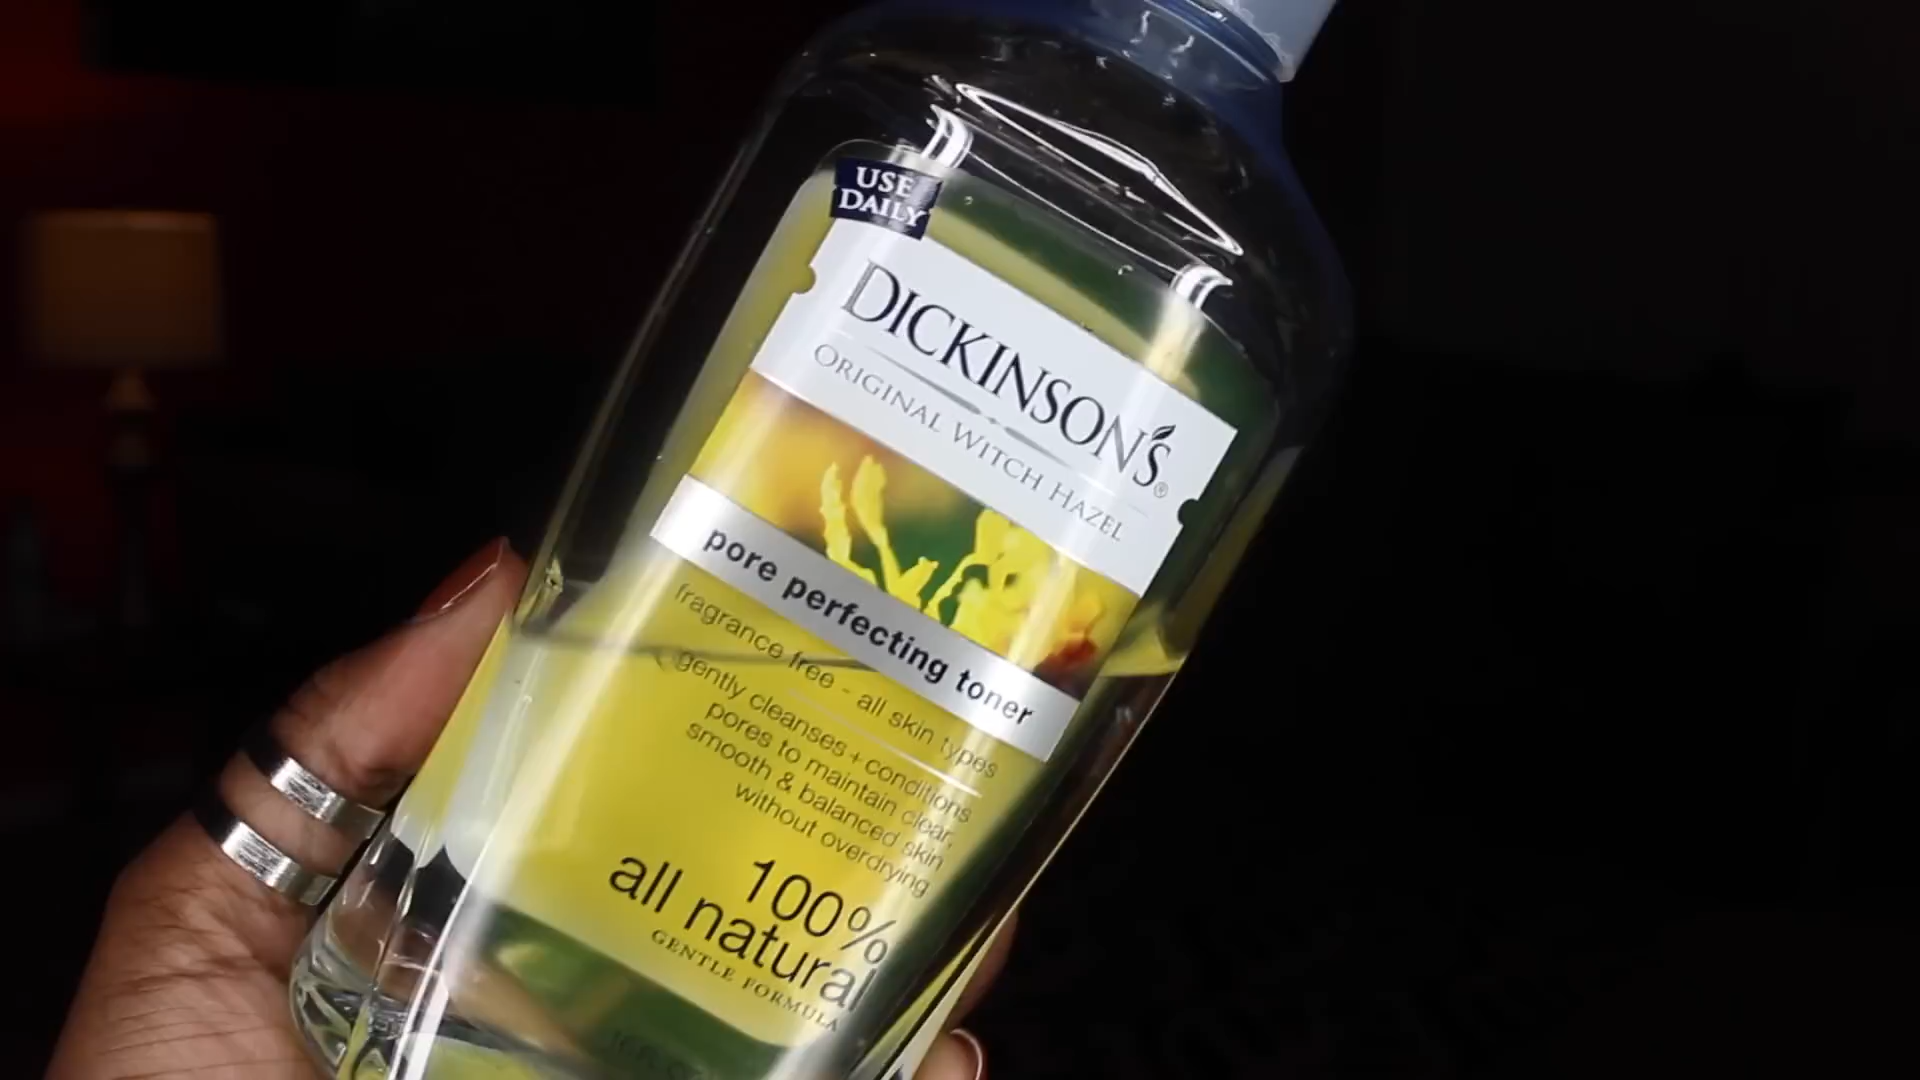 USE
DAILY
DICKINSON'S®
ORIGINAL WITCH HAZEL
pore perfecting toner
fragrance free - all skin types
gently cleanses + conditions
pores to maintain clear,
smooth & balanced skin
without overdrying
100%
all natural
GENTLE FORMULA